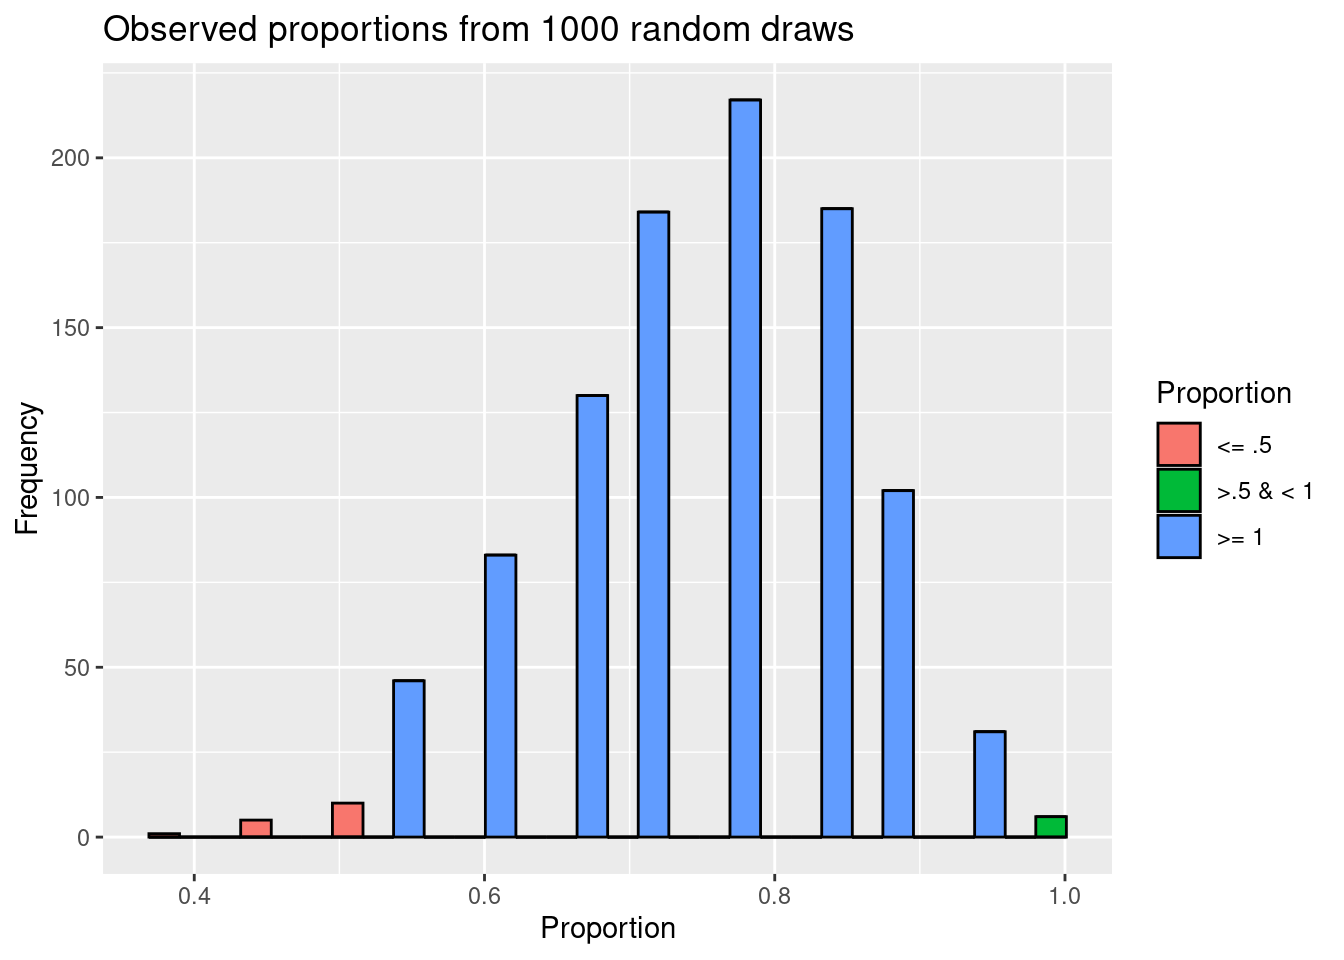 Observed proportions from 1000 random draws
Frequency
200
150
100
50
0
0.4
0.6
0.8
1.0
Proportion
Proportion
<= .5
>.5 & < 1
>= 1